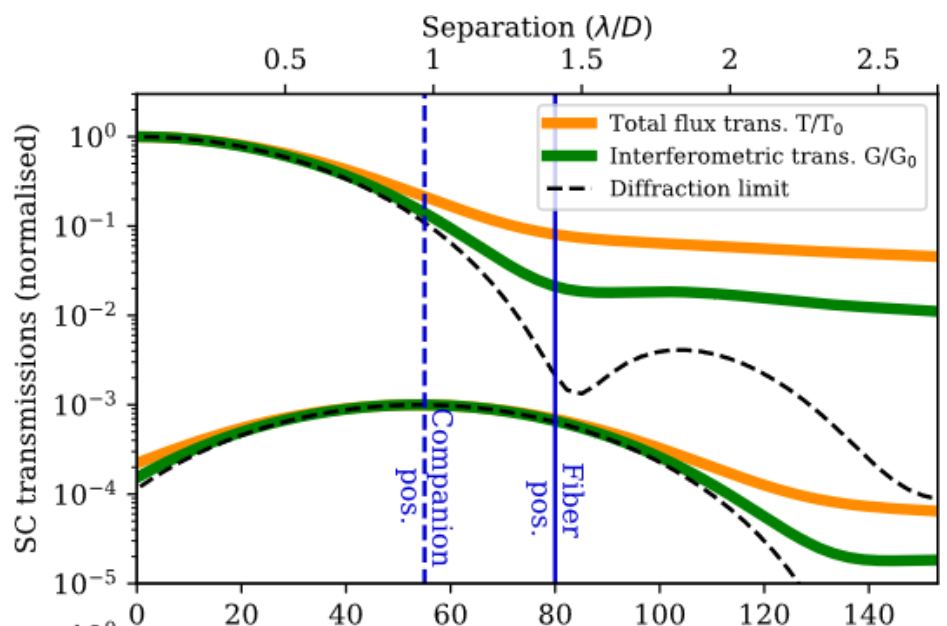 Separation (λ/D)
0.5 1 1.5 2 2.5
SC transmissions (normalised)
10⁰
10⁻¹
10⁻²
10⁻³
10⁻⁴
10⁻⁵
Total flux trans. T/T₀
Interferometric trans. G/G₀
Diffraction limit
Companion
pos.
Fiber
pos.
0 20 40 60 80 100 120 140